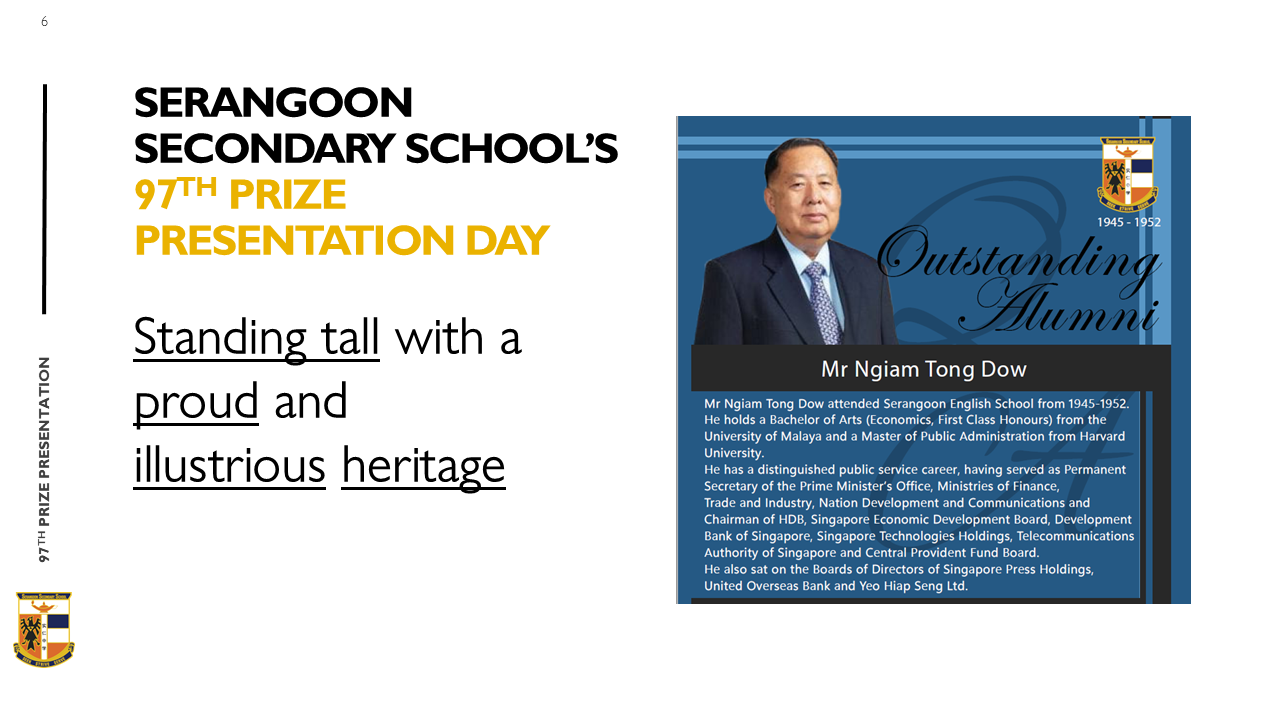 6
SERANGOON
SECONDARY SCHOOL’S
97TH PRIZE
PRESENTATION DAY
Standing tall with a
proud and
illustrious heritage
97TH PRIZE PRESENTATION
SERANGOON SECONDARY SCHOOL
1945 - 1952
Outstanding
Alumni
Mr Ngiam Tong Dow
Mr Ngiam Tong Dow attended Serangoon English School from 1945-1952.
He holds a Bachelor of Arts (Economics, First Class Honours) from the
University of Malaya and a Master of Public Administration from Harvard
University.
He has a distinguished public service career, having served as Permanent
Secretary of the Prime Minister’s Office, Ministries of Finance,
Trade and Industry, Nation Development and Communications and
Chairman of HDB, Singapore Economic Development Board, Development
Bank of Singapore, Singapore Technologies Holdings, Telecommunications
Authority of Singapore and Central Provident Fund Board.
He also sat on the Boards of Directors of Singapore Press Holdings,
United Overseas Bank and Yeo Hiap Seng Ltd.
SERANGOON SECONDARY SCHOOL